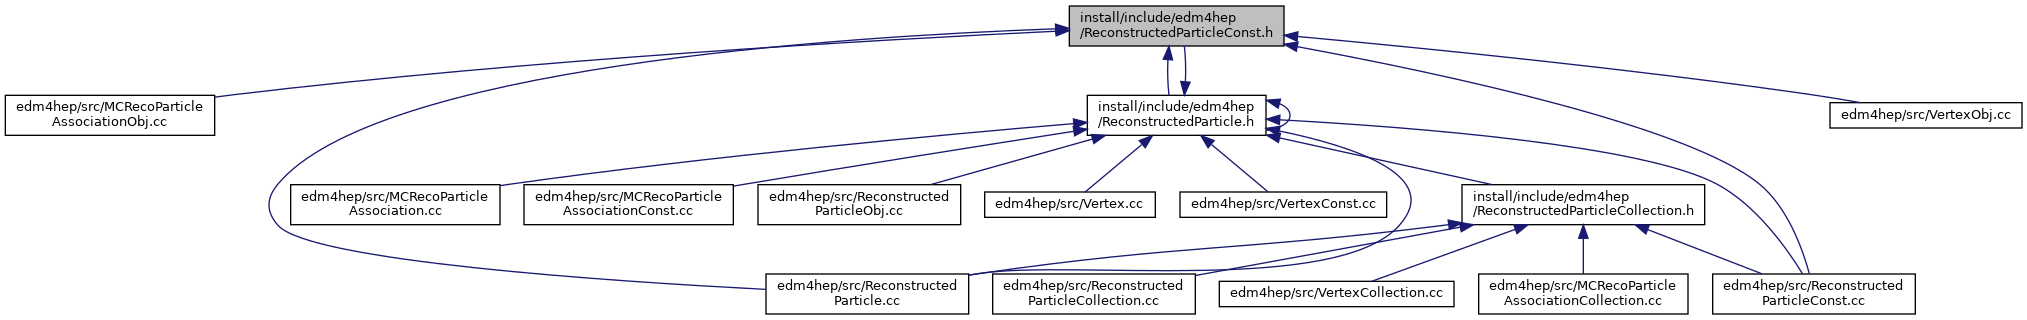 install/include/edm4hep
/ReconstructedParticleConst.h
edm4hep/src/MCRecoParticle
AssociationObj.cc
install/include/edm4hep
/ReconstructedParticle.h
edm4hep/src/VertexObj.cc
edm4hep/src/MCRecoParticle
Association.cc
edm4hep/src/MCRecoParticle
AssociationConst.cc
edm4hep/src/Reconstructed
ParticleObj.cc
edm4hep/src/Vertex.cc
edm4hep/src/VertexConst.cc
install/include/edm4hep
/ReconstructedParticleCollection.h
edm4hep/src/Reconstructed
Particle.cc
edm4hep/src/Reconstructed
ParticleCollection.cc
edm4hep/src/VertexCollection.cc
edm4hep/src/MCRecoParticle
AssociationCollection.cc
edm4hep/src/Reconstructed
ParticleConst.cc